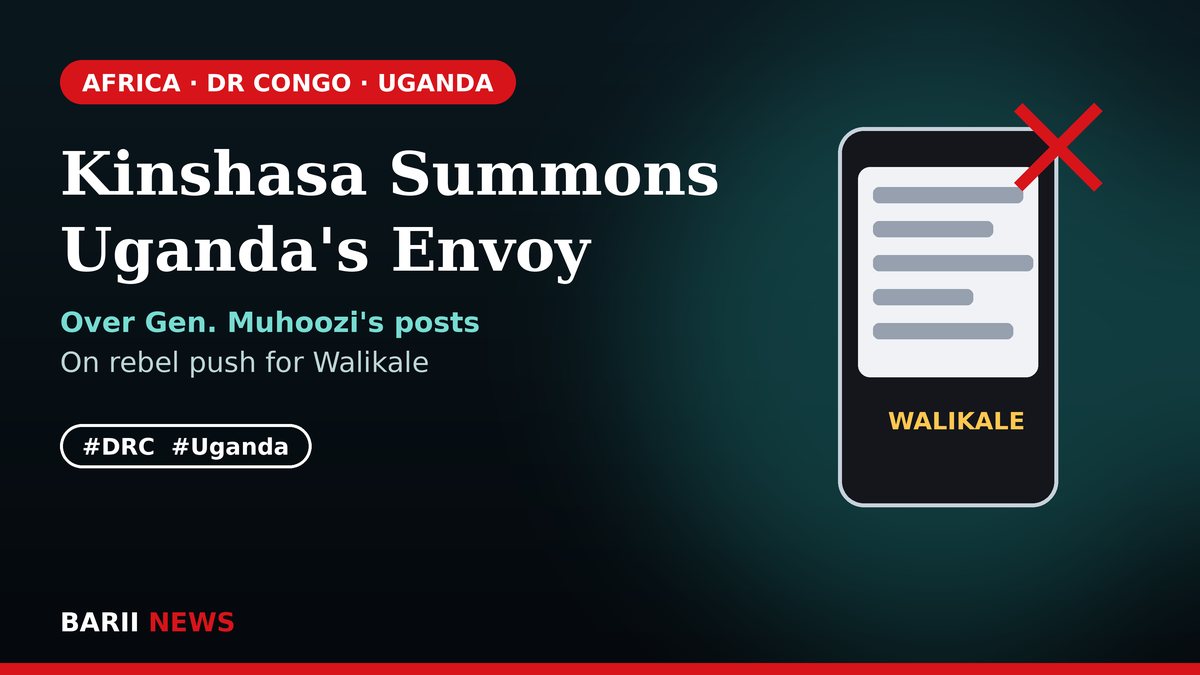 AFRICA · DR CONGO · UGANDA
Kinshasa Summons
Uganda's Envoy
Over Gen. Muhoozi's posts
On rebel push for Walikale
#DRC #Uganda
WALIKALE
BARII NEWS